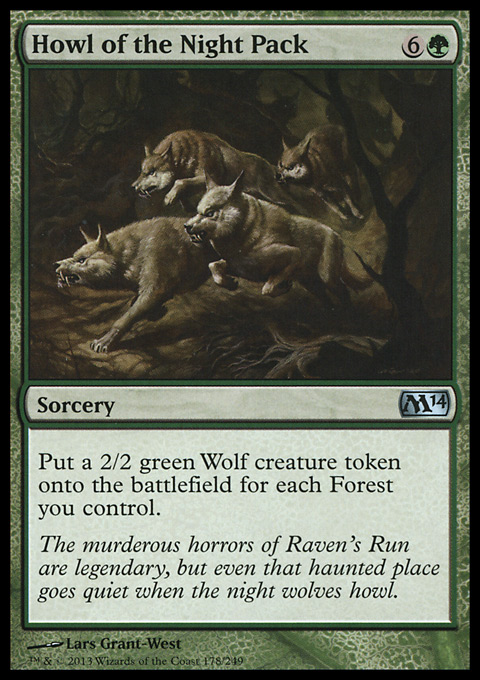 Howl of the Night Pack 6
Sorcery
M14
Put a 2/2 green Wolf creature token
onto the battlefield for each Forest
you control.
The murderous horrors of Raven's Run
are legendary, but even that haunted place
goes quiet when the night wolves howl.
Lars Grant-West
™ & © 2013 Wizards of the Coast 178/249